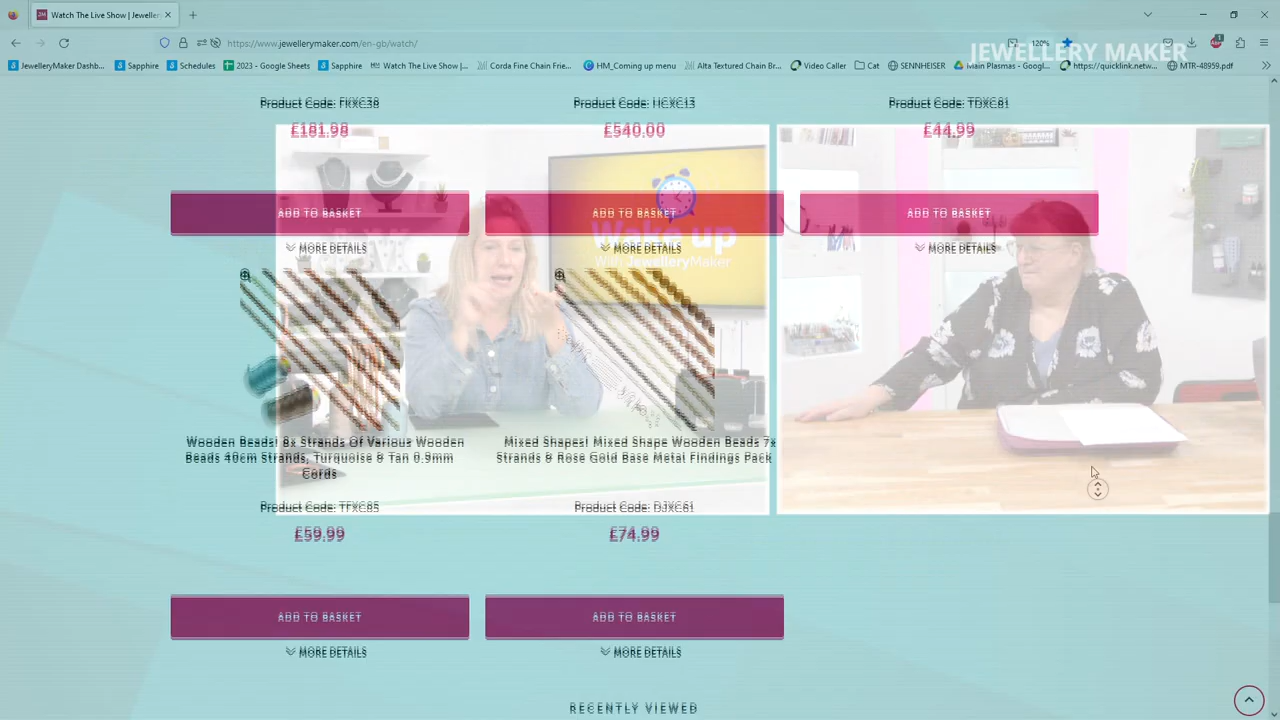 Watch The Live Show | Jeweller
https://www.jewellerymaker.com/en-gb/watch/
120%
JEWELLERY MAKER
JewelleryMaker Dashb...
Sapphire
Schedules
2023 - Google Sheets
Sapphire
Watch The Live Show |...
Corda Fine Chain Frie...
HM_Coming up menu
Alta Textured Chain Br...
Video Caller
Cat
SENNHEISER
Main Plasmas - Googl...
https://quicklink.netw...
MTR-48959.pdf
Product Code: FKXC38
Product Code: HCXC13
Product Code: TDXC81
£181.98
£540.00
£44.99
ADD TO BASKET
ADD TO BASKET
ADD TO BASKET
Wake up
With JewelleryMaker
MORE DETAILS
MORE DETAILS
MORE DETAILS
Wooden Beads! 8x Strands Of Various Wooden
Beads 40cm Strands, Turquoise & Tan 0.9mm
Cords
Mixed Shapes! Mixed Shape Wooden Beads 7x
Strands & Rose Gold Base Metal Findings Pack
Product Code: TFXC85
Product Code: DJXC61
£59.99
£74.99
ADD TO BASKET
ADD TO BASKET
MORE DETAILS
MORE DETAILS
RECENTLY VIEWED